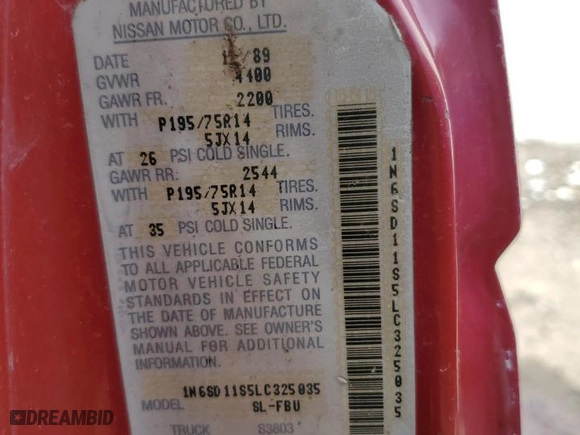 MANUFACTURED BY
NISSAN MOTOR CO., LTD.
DATE /89
GVWR 4400
GAWR FR. 2200
WITH P195/75R14 TIRES.
5JX14 RIMS.
AT 26 PSI COLD SINGLE.
GAWR RR: 2544
WITH P195/75R14 TIRES.
5JX14 RIMS.
AT 35 PSI COLD SINGLE.
THIS VEHICLE CONFORMS
TO ALL APPLICABLE FEDERAL
MOTOR VEHICLE SAFETY
STANDARDS IN EFFECT ON
THE DATE OF MANUFACTURE
SHOWN ABOVE. SEE OWNER'S
MANUAL FOR ADDITIONAL
INFORMATION.
1N6SD11S5LC325035
MODEL SL-FBU
TRUCK S3803
1N6SD11S5LC325035
DREAMBID